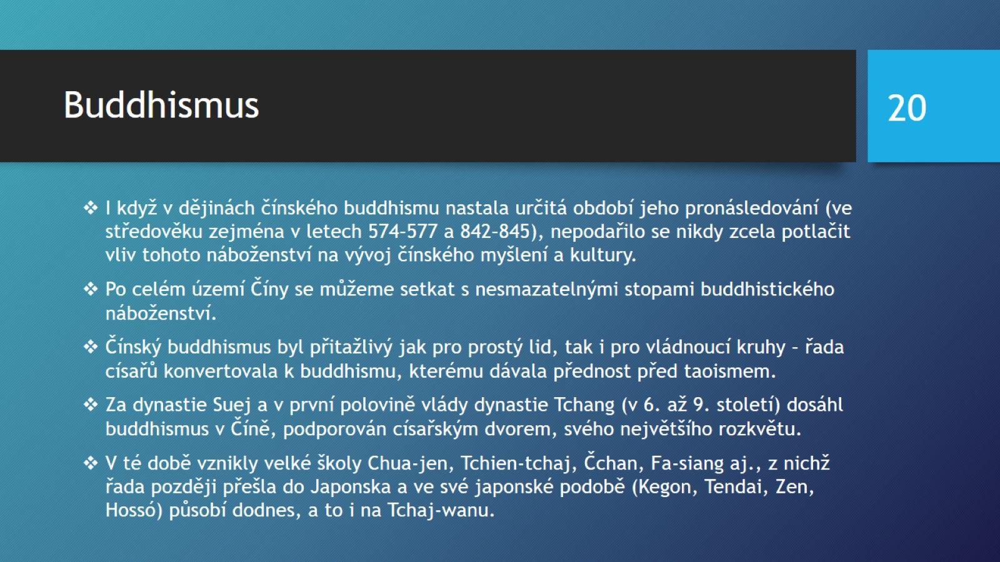 Buddhismus
20
❖ I když v dějinách čínského buddhismu nastala určitá období jeho pronásledování (ve
středověku zejména v letech 574–577 a 842–845), nepodařilo se nikdy zcela potlačit
vliv tohoto náboženství na vývoj čínského myšlení a kultury.
❖ Po celém území Číny se můžeme setkat s nesmazatelnými stopami buddhistického
náboženství.
❖ Čínský buddhismus byl přitažlivý jak pro prostý lid, tak i pro vládnoucí kruhy – řada
císařů konvertovala k buddhismu, kterému dávala přednost před taoismem.
❖ Za dynastie Suej a v první polovině vlády dynastie Tchang (v 6. až 9. století) dosáhl
buddhismus v Číně, podporován císařským dvorem, svého největšího rozkvětu.
❖ V té době vznikly velké školy Chua-jen, Tchien-tchaj, Čchan, Fa-siang aj., z nichž
řada později přešla do Japonska a ve své japonské podobě (Kegon, Tendai, Zen,
Hossó) působí dodnes, a to i na Tchaj-wanu.